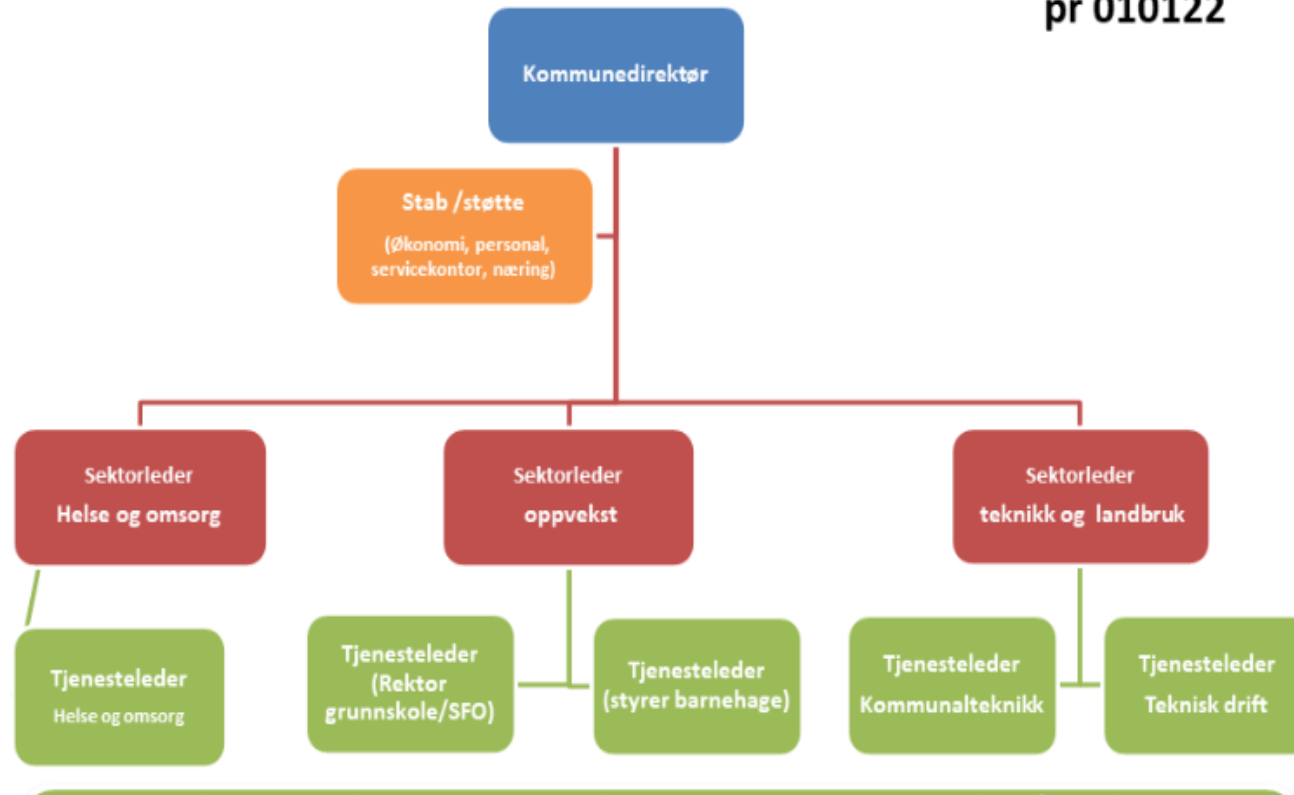 pr 010122
Kommunedirektør
Stab /støtte
(Økonomi, personal,
servicekontor, næring)
Sektorleder
Helse og omsorg
Sektorleder
oppvekst
Sektorleder
teknikk og landbruk
Tjenesteleder
Helse og omsorg
Tjenesteleder
(Rektor
grunnskole/SFO)
Tjenesteleder
(styrer barnehage)
Tjenesteleder
Kommunalteknikk
Tjenesteleder
Teknisk drift